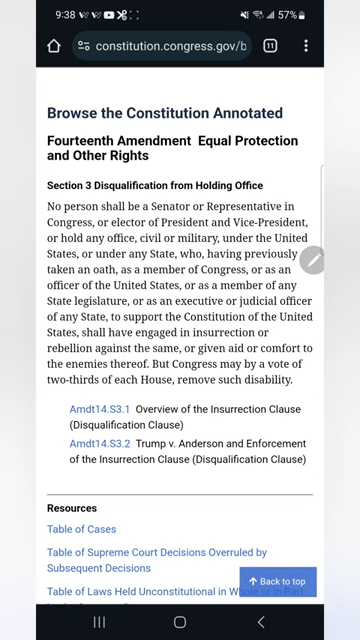 9:38
57%
constitution.congress.gov/b
11
Browse the Constitution Annotated
Fourteenth Amendment Equal Protection
and Other Rights
Section 3 Disqualification from Holding Office
No person shall be a Senator or Representative in
Congress, or elector of President and Vice-President,
or hold any office, civil or military, under the United
States, or under any State, who, having previously
taken an oath, as a member of Congress, or as an
officer of the United States, or as a member of any
State legislature, or as an executive or judicial officer
of any State, to support the Constitution of the United
States, shall have engaged in insurrection or
rebellion against the same, or given aid or comfort to
the enemies thereof. But Congress may by a vote of
two-thirds of each House, remove such disability.
Amdt14.S3.1 Overview of the Insurrection Clause
(Disqualification Clause)
Amdt14.S3.2 Trump v. Anderson and Enforcement
of the Insurrection Clause (Disqualification Clause)
Resources
Table of Cases
Table of Supreme Court Decisions Overruled by
Subsequent Decisions
Back to top
Table of Laws Held Unconstitutional in Whole or in Part